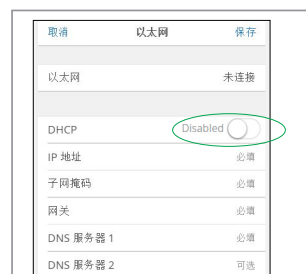 取消 以太网 保存
以太网 未连接
DHCP Disabled
IP 地址 必填
子网掩码 必填
网关 必填
DNS 服务器 1 必填
DNS 服务器 2 可选